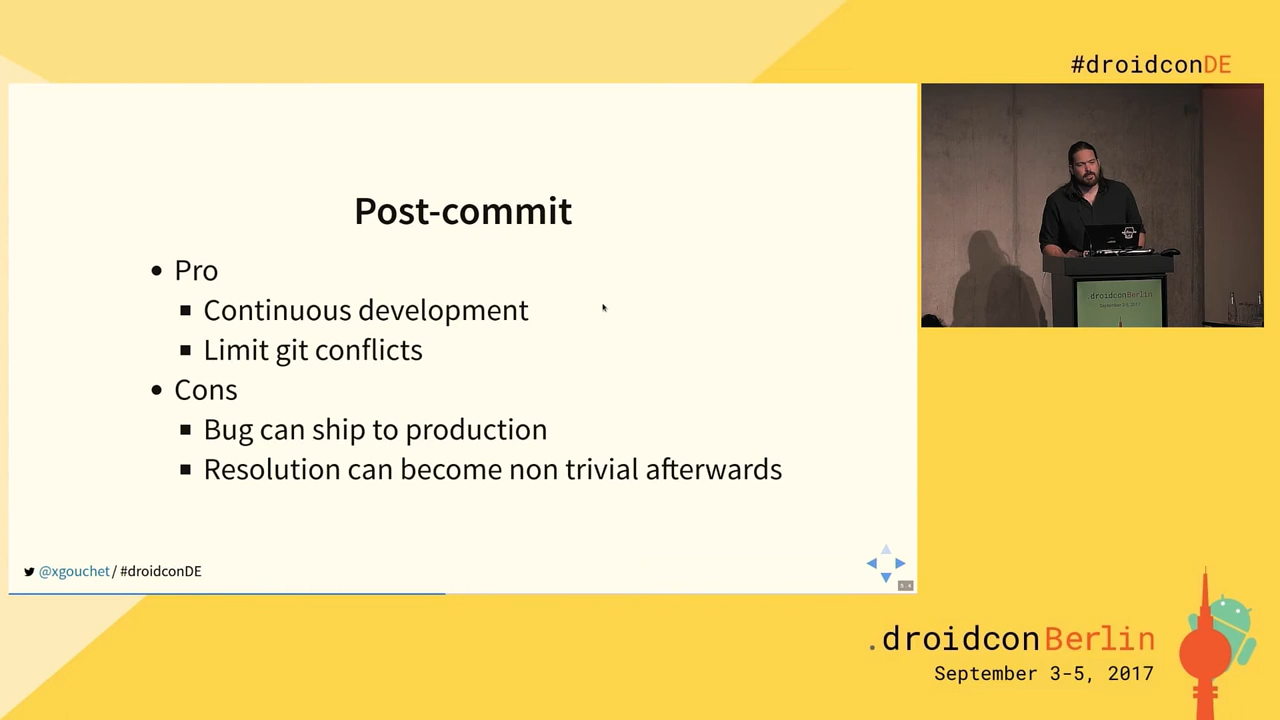 #droidconDE
Post-commit
Pro
Continuous development
Limit git conflicts
Cons
Bug can ship to production
Resolution can become non trivial afterwards
@xgouchet / #droidconDE
.droidconBerlin
.droidconBerlin
September 3-5, 2017